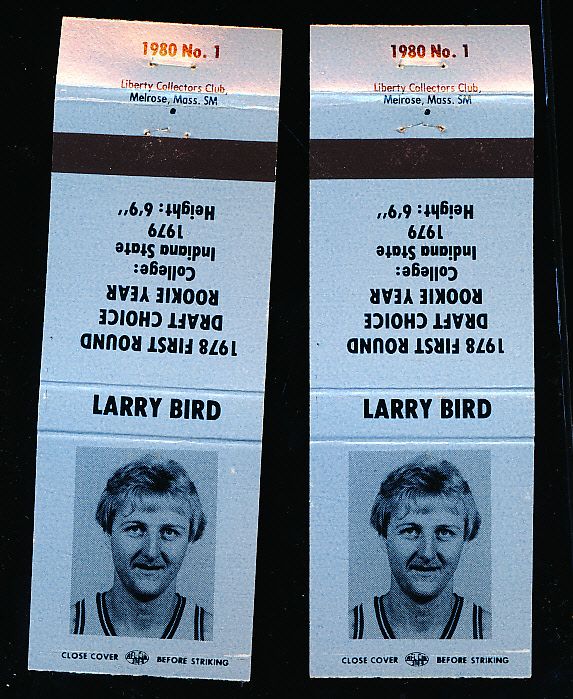 1980 No. 1
Liberty Collectors Club,
Melrose, Mass. SM
1978 FIRST ROUND
DRAFT CHOICE
ROOKIE YEAR
College:
Indiana State
1979
Height: 6'9"
LARRY BIRD
CLOSE COVER BEFORE STRIKING
1980 No. 1
Liberty Collectors Club,
Melrose, Mass. SM
1978 FIRST ROUND
DRAFT CHOICE
ROOKIE YEAR
College:
Indiana State
1979
Height: 6'9"
LARRY BIRD
CLOSE COVER BEFORE STRIKING